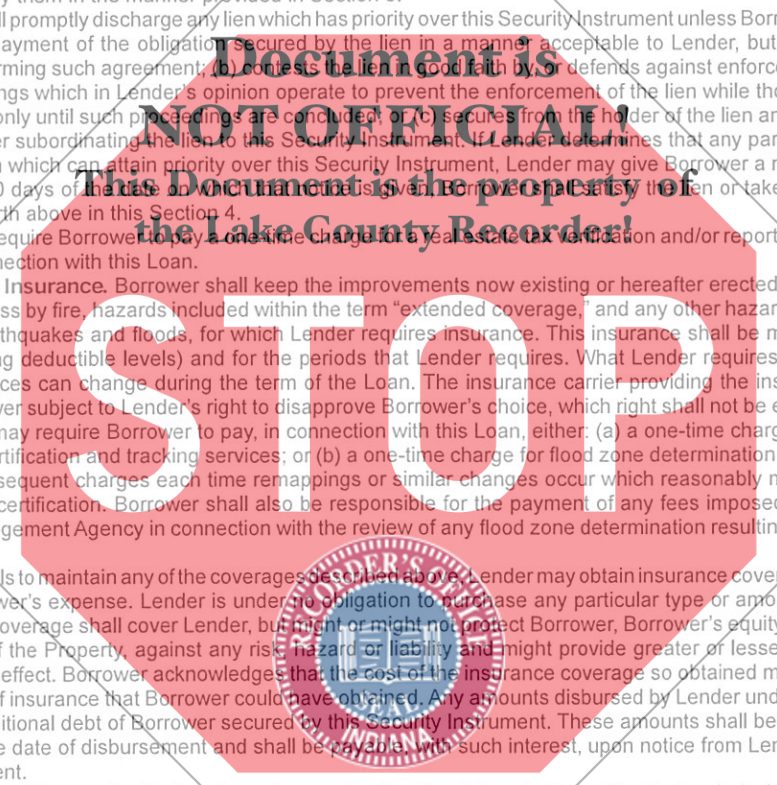 ll promptly discharge any lien which has priority over this Security Instrument unless Borr
ayment of the obligation secured by the lien in a manner acceptable to Lender, but
Document is
rming such agreement; (b) contests the lien in good faith by, or defends against enforce
ngs which in Lender's opinion operate to prevent the enforcement of the lien while tho
NOT OFFICIAL!
only until such proceedings are concluded; or (c) secures from the holder of the lien an
r subordinating the lien to this Security Instrument. If Lender determines that any par
n which can attain priority over this Security Instrument, Lender may give Borrower a n
This Document is the property of
0 days of the date on which that notice is given, Borrower shall satisfy the lien or take
rth above in this Section 4.
the Lake County Recorder!
equire Borrower to pay a one-time charge for a real estate tax verification and/or report
nection with this Loan.
Insurance. Borrower shall keep the improvements now existing or hereafter erected
ss by fire, hazards included within the term “extended coverage,” and any other hazar
thquakes and floods, for which Lender requires insurance. This insurance shall be m
ng deductible levels) and for the periods that Lender requires. What Lender requires
STOP
ces can change during the term of the Loan. The insurance carrier providing the ins
ver subject to Lender's right to disapprove Borrower's choice, which right shall not be e
may require Borrower to pay, in connection with this Loan, either: (a) a one-time charg
rtification and tracking services; or (b) a one-time charge for flood zone determination
sequent charges each time remappings or similar changes occur which reasonably m
certification. Borrower shall also be responsible for the payment of any fees imposed
gement Agency in connection with the review of any flood zone determination resultin
ls to maintain any of the coverages described above, Lender may obtain insurance cover
wer's expense. Lender is under no obligation to purchase any particular type or amo
overage shall cover Lender, but might or might not protect Borrower, Borrower's equity
f the Property, against any risk, hazard or liability and might provide greater or lesse
effect. Borrower acknowledges that the cost of the insurance coverage so obtained m
f insurance that Borrower could have obtained. Any amounts disbursed by Lender und
itional debt of Borrower secured by this Security Instrument. These amounts shall be
e date of disbursement and shall be payable, with such interest, upon notice from Len
ent.
RECORDER'S OFFICE
SEAL
INDIANA